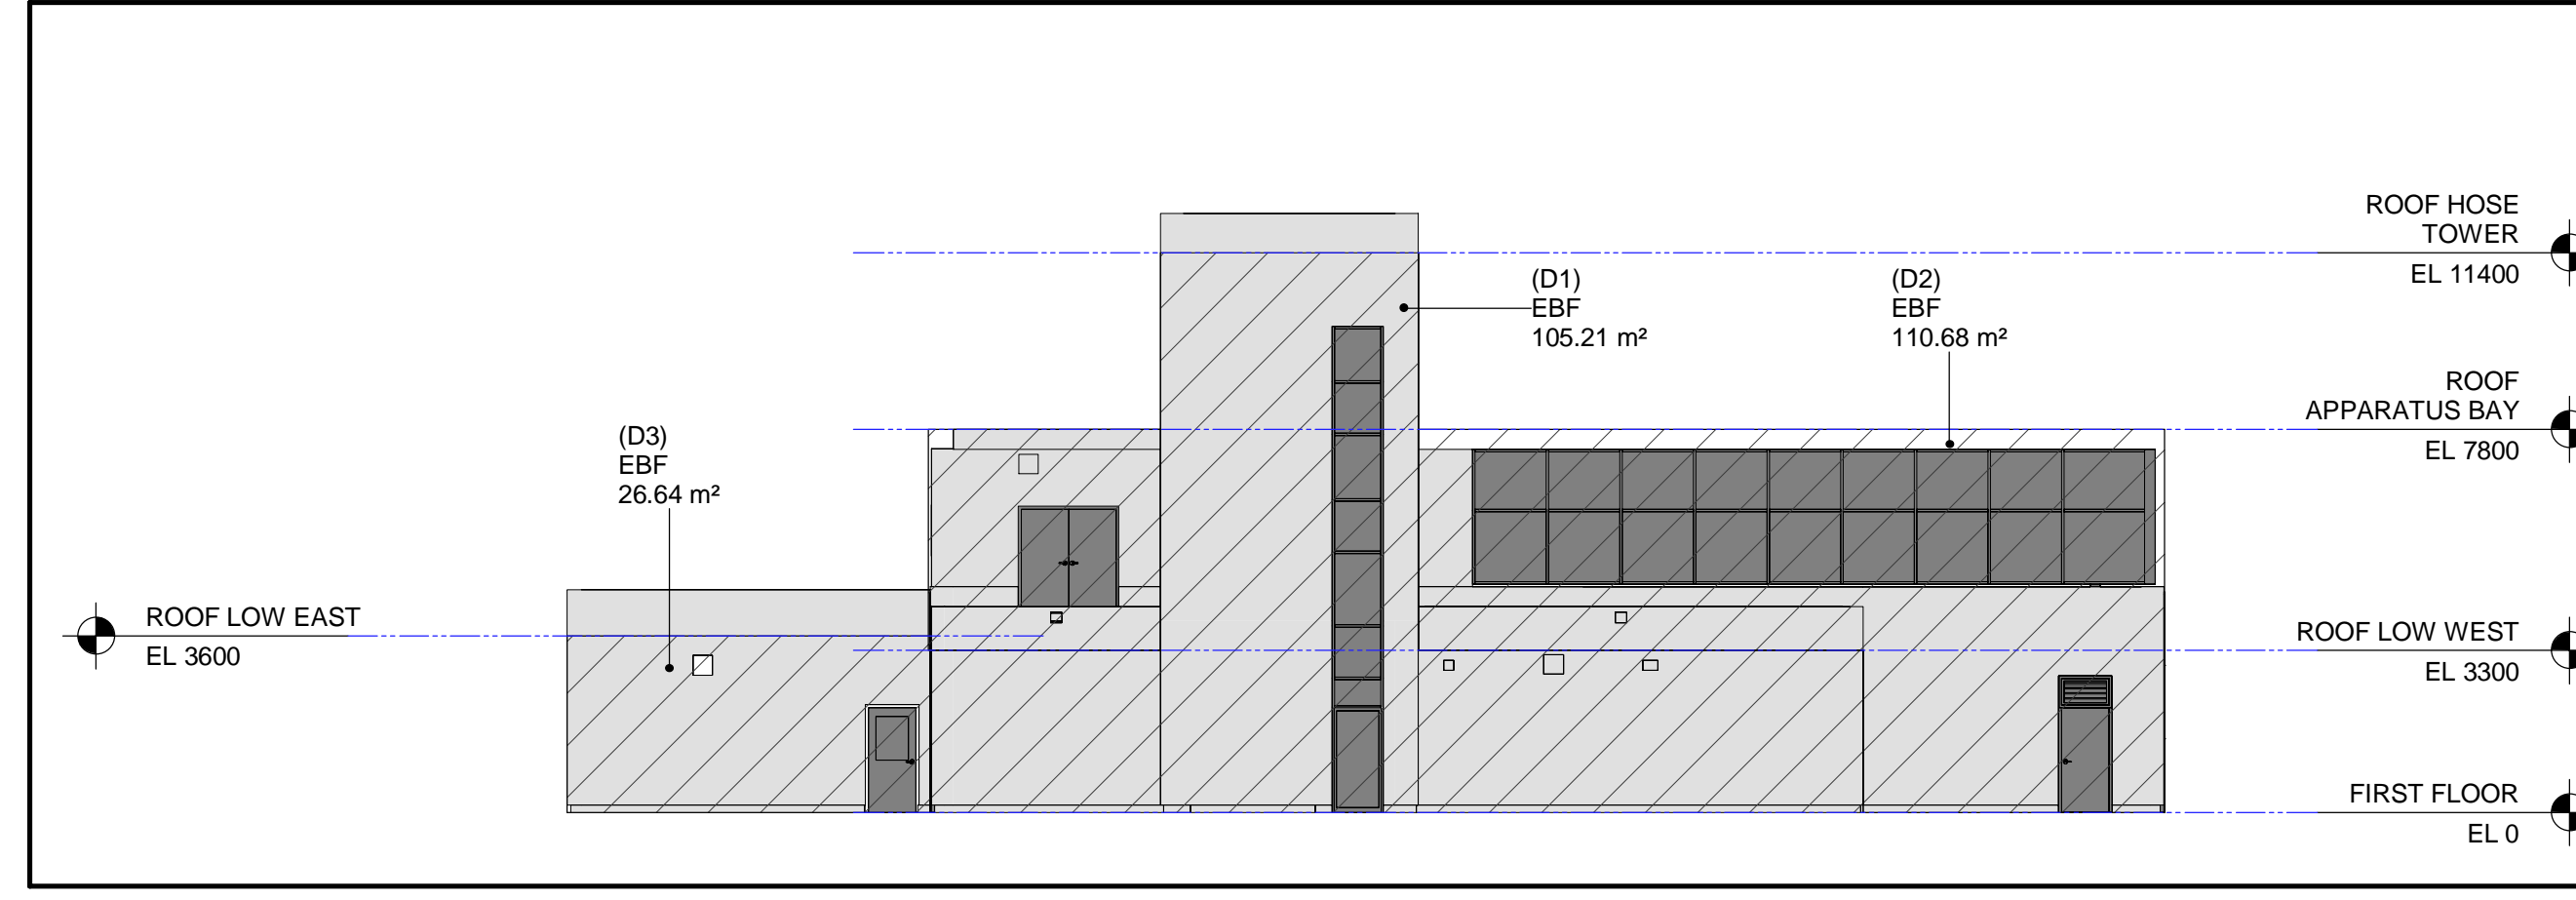 ROOF HOSE
TOWER
EL 11400
(D1)
EBF
105.21 m²
(D2)
EBF
110.68 m²
ROOF
APPARATUS BAY
EL 7800
(D3)
EBF
26.64 m²
ROOF LOW EAST
EL 3600
ROOF LOW WEST
EL 3300
FIRST FLOOR
EL 0